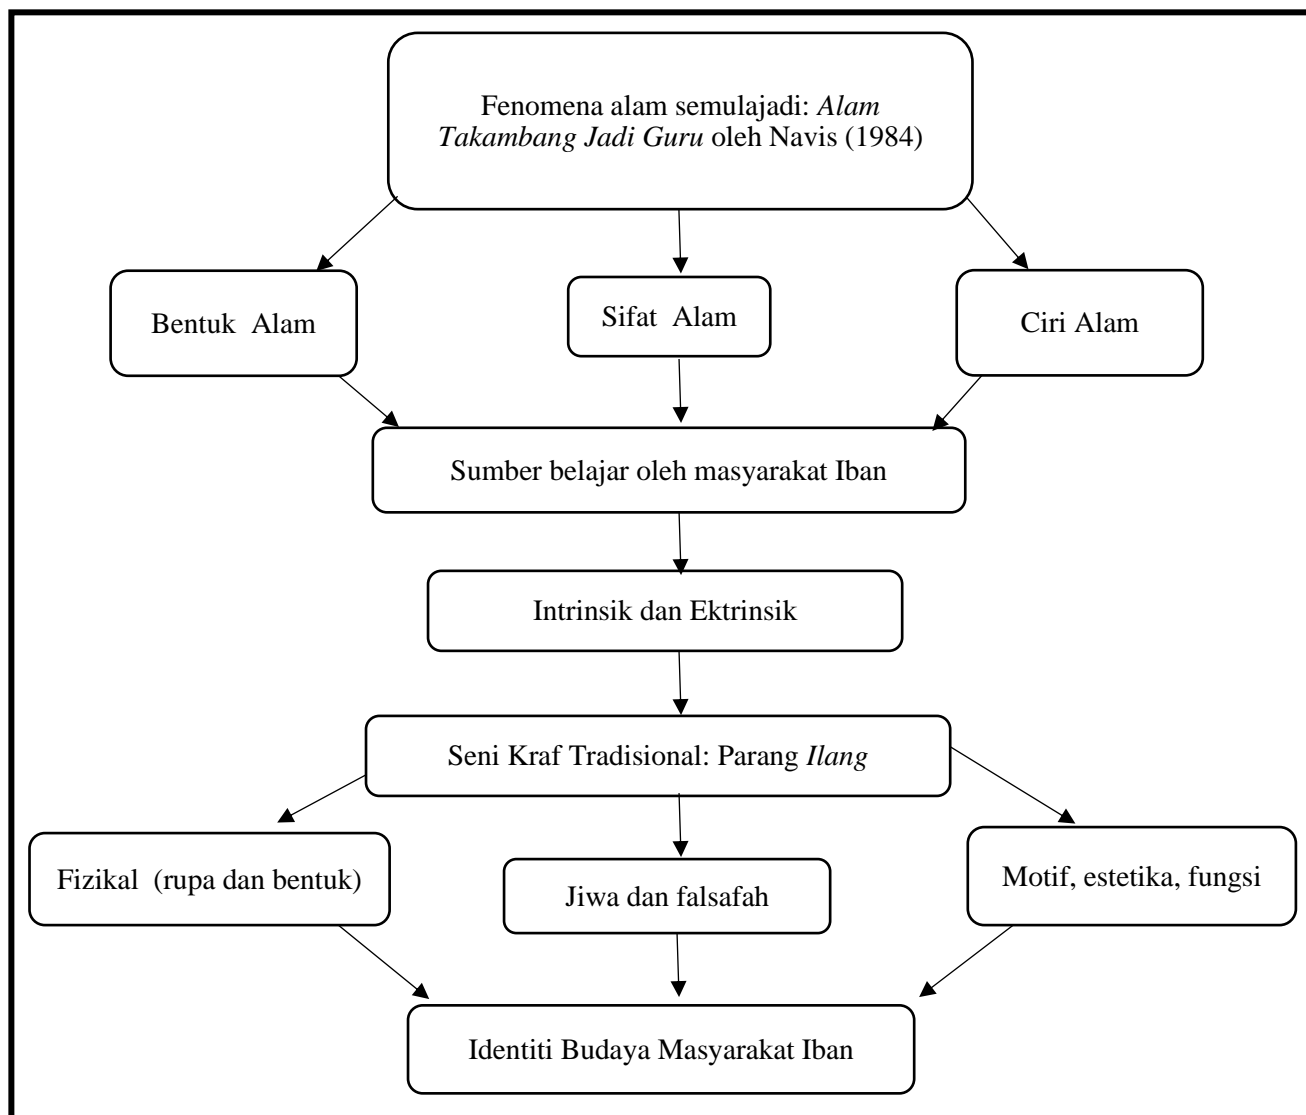 Fenomena alam semulajadi: Alam
Takambang Jadi Guru oleh Navis (1984)
Bentuk Alam
Sifat Alam
Ciri Alam
Sumber belajar oleh masyarakat Iban
Intrinsik dan Ektrinsik
Seni Kraf Tradisional: Parang Ilang
Fizikal (rupa dan bentuk)
Jiwa dan falsafah
Motif, estetika, fungsi
Identiti Budaya Masyarakat Iban